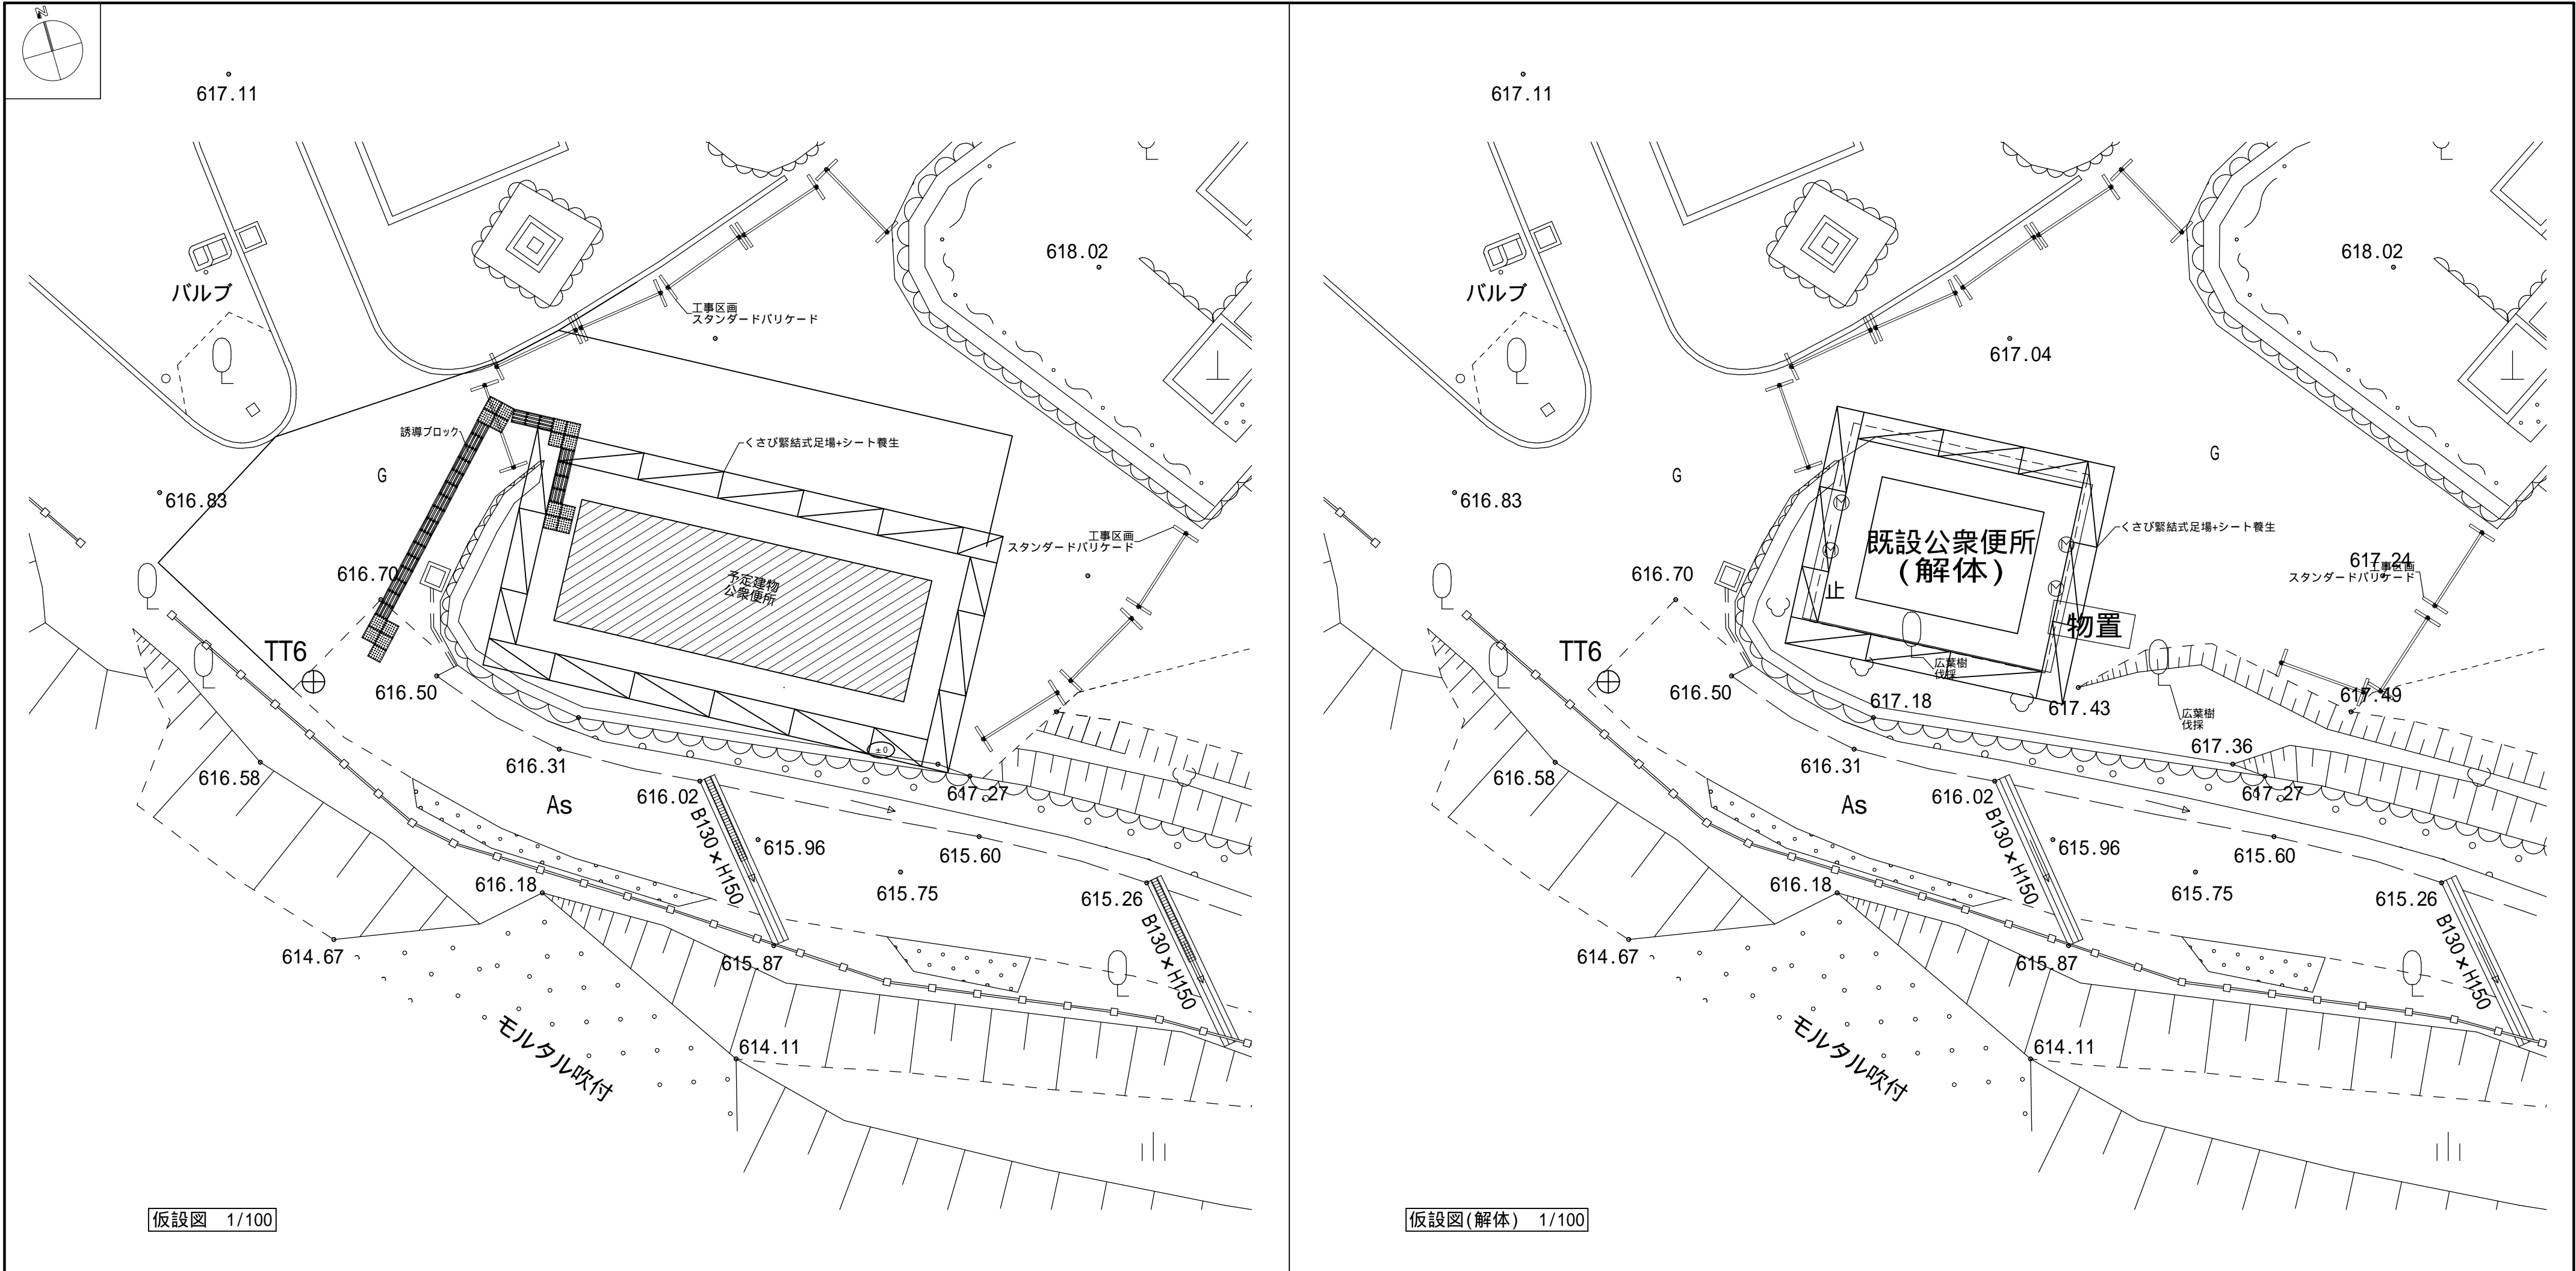 N
617.11
618.02
バルブ
工事区画
スタンダードバリケード
誘導ブロック
くさび緊結式足場+シート養生
G
616.83
工事区画
スタンダードバリケード
616.70
予定建物
公衆便所
TT6
616.50
±0
616.31
616.58
617.27
616.02
As
B130×H150
615.96
615.60
616.18
615.75
615.26
B130×H150
614.67
615.87
モルタル吹付
614.11
仮設図 1/100
617.11
618.02
バルブ
617.04
G
G
616.83
くさび緊結式足場+シート養生
M
M
M
M
既設公衆便所
(解体)
617.24
工事区画
スタンダードバリケード
616.70
止
物置
TT6
広葉樹
伐採
616.50
617.18
617.43
617.49
広葉樹
伐採
617.36
616.31
616.58
617.27
616.02
As
B130×H150
615.96
615.60
616.18
615.75
615.26
B130×H150
614.67
615.87
モルタル吹付
614.11
仮設図(解体) 1/100